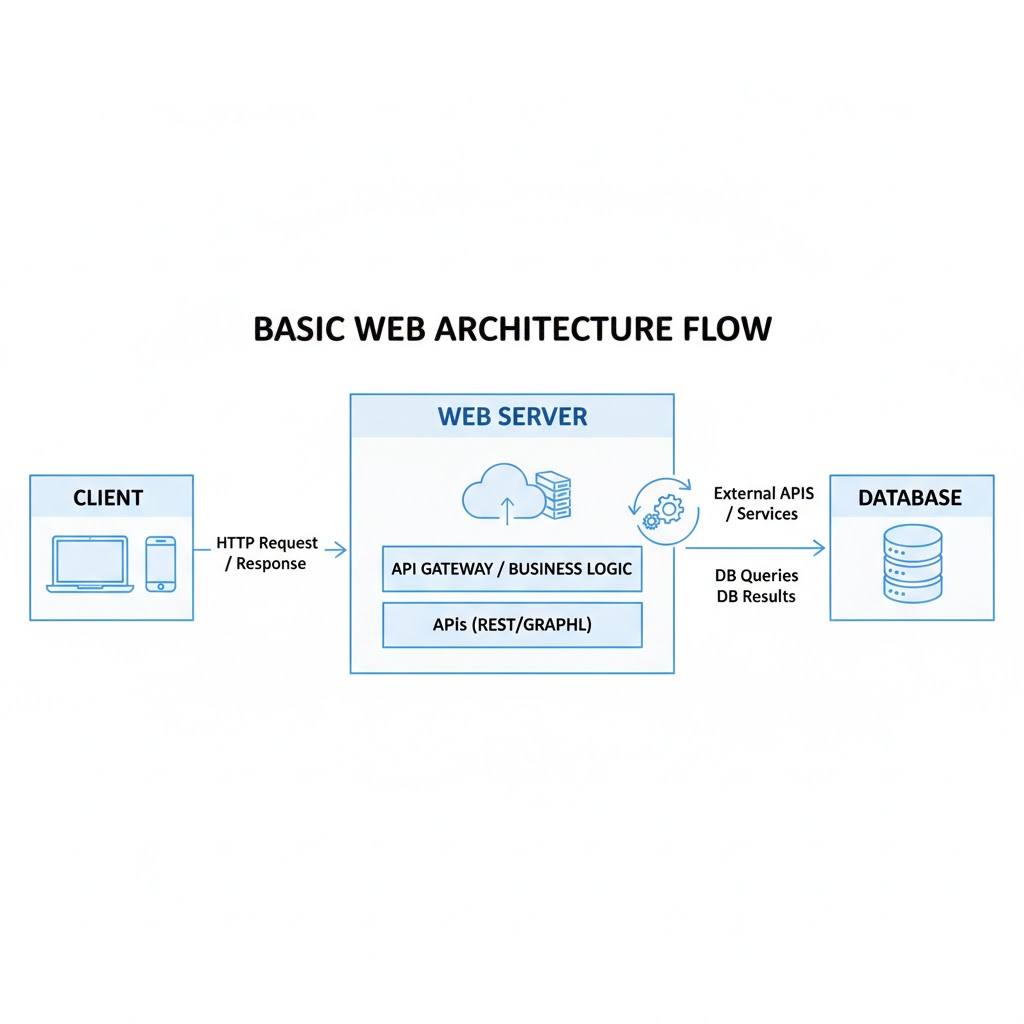 BASIC WEB ARCHITECTURE FLOW
CLIENT
HTTP Request
/ Response
WEB SERVER
API GATEWAY / BUSINESS LOGIC
APis (REST/GRAPHL)
External APIS
/ Services
DB Queries
DB Results
DATABASE